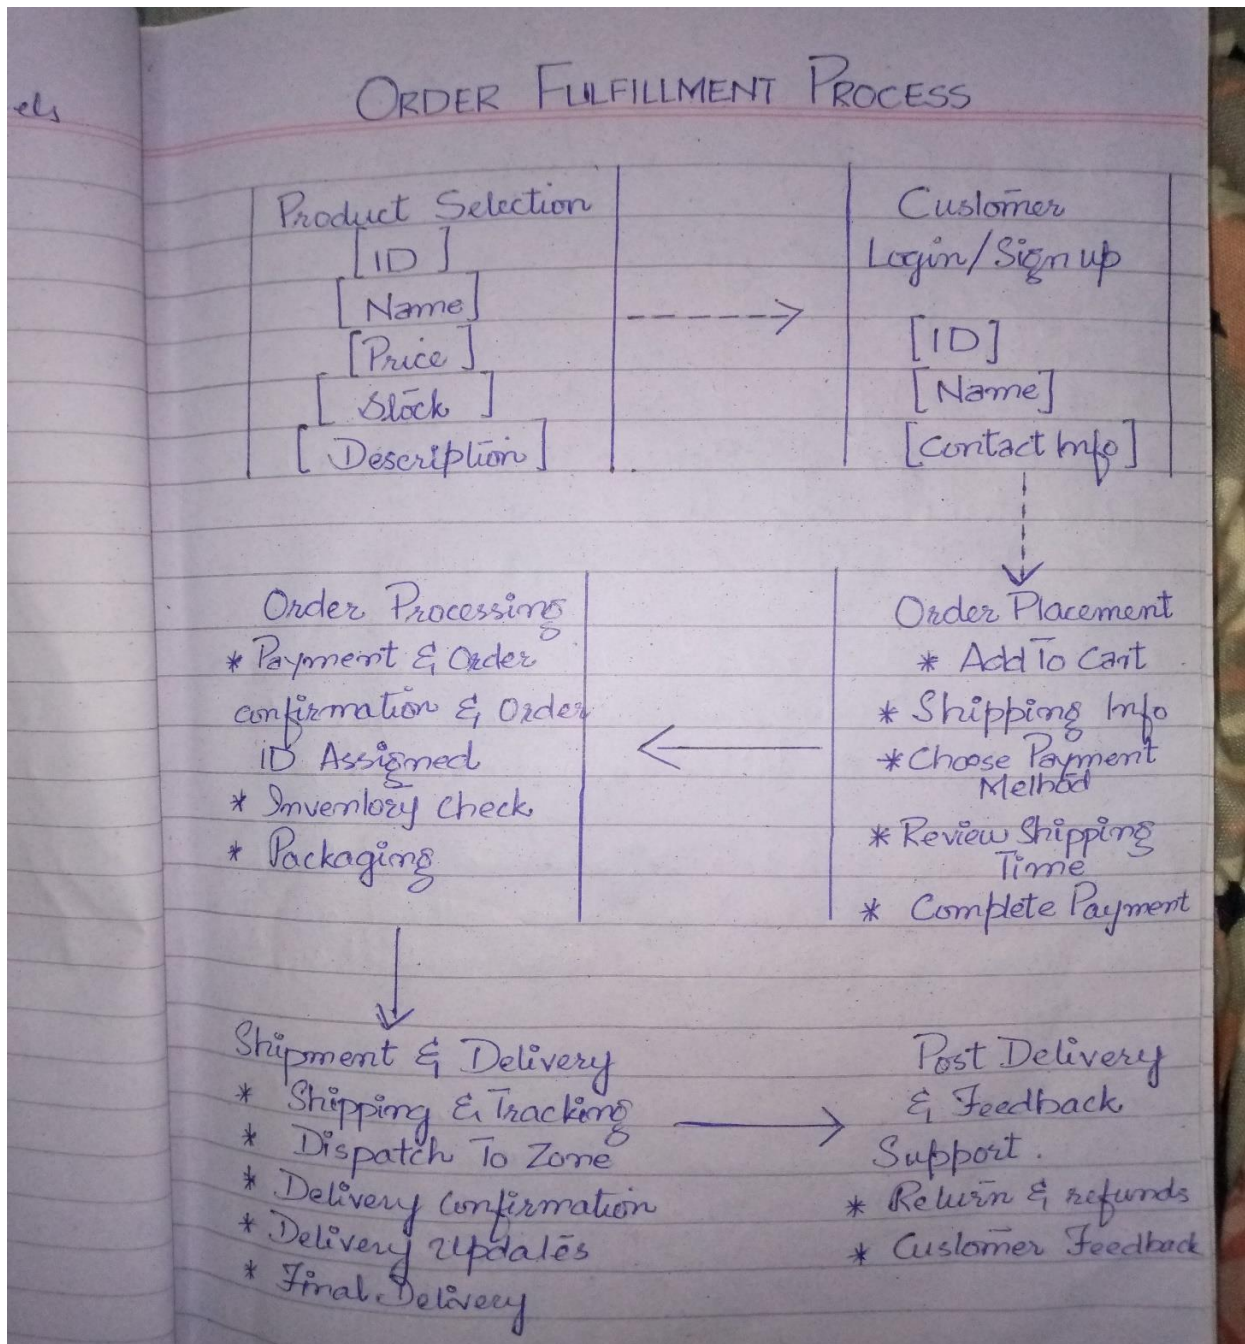 els
ORDER FULFILLMENT PROCESS
Product Selection
[ID]
[Name]
[Price]
[Stock]
[Description]
Customer
Login/Sign up
[ID]
[Name]
[Contact Info]
Order Processing
* Payment & Order
confirmation & Order
ID Assigned
* Inventory check
* Packaging
Order Placement
* Add To Cart
* Shipping Info
* Choose Payment
Method
* Review Shipping
Time
* Complete Payment
Shipment & Delivery
* Shipping & Tracking
* Dispatch To Zone
* Delivery Confirmation
* Delivery Updates
* Final Delivery
Post Delivery
& Feedback
Support.
* Return & refunds
* Customer Feedback